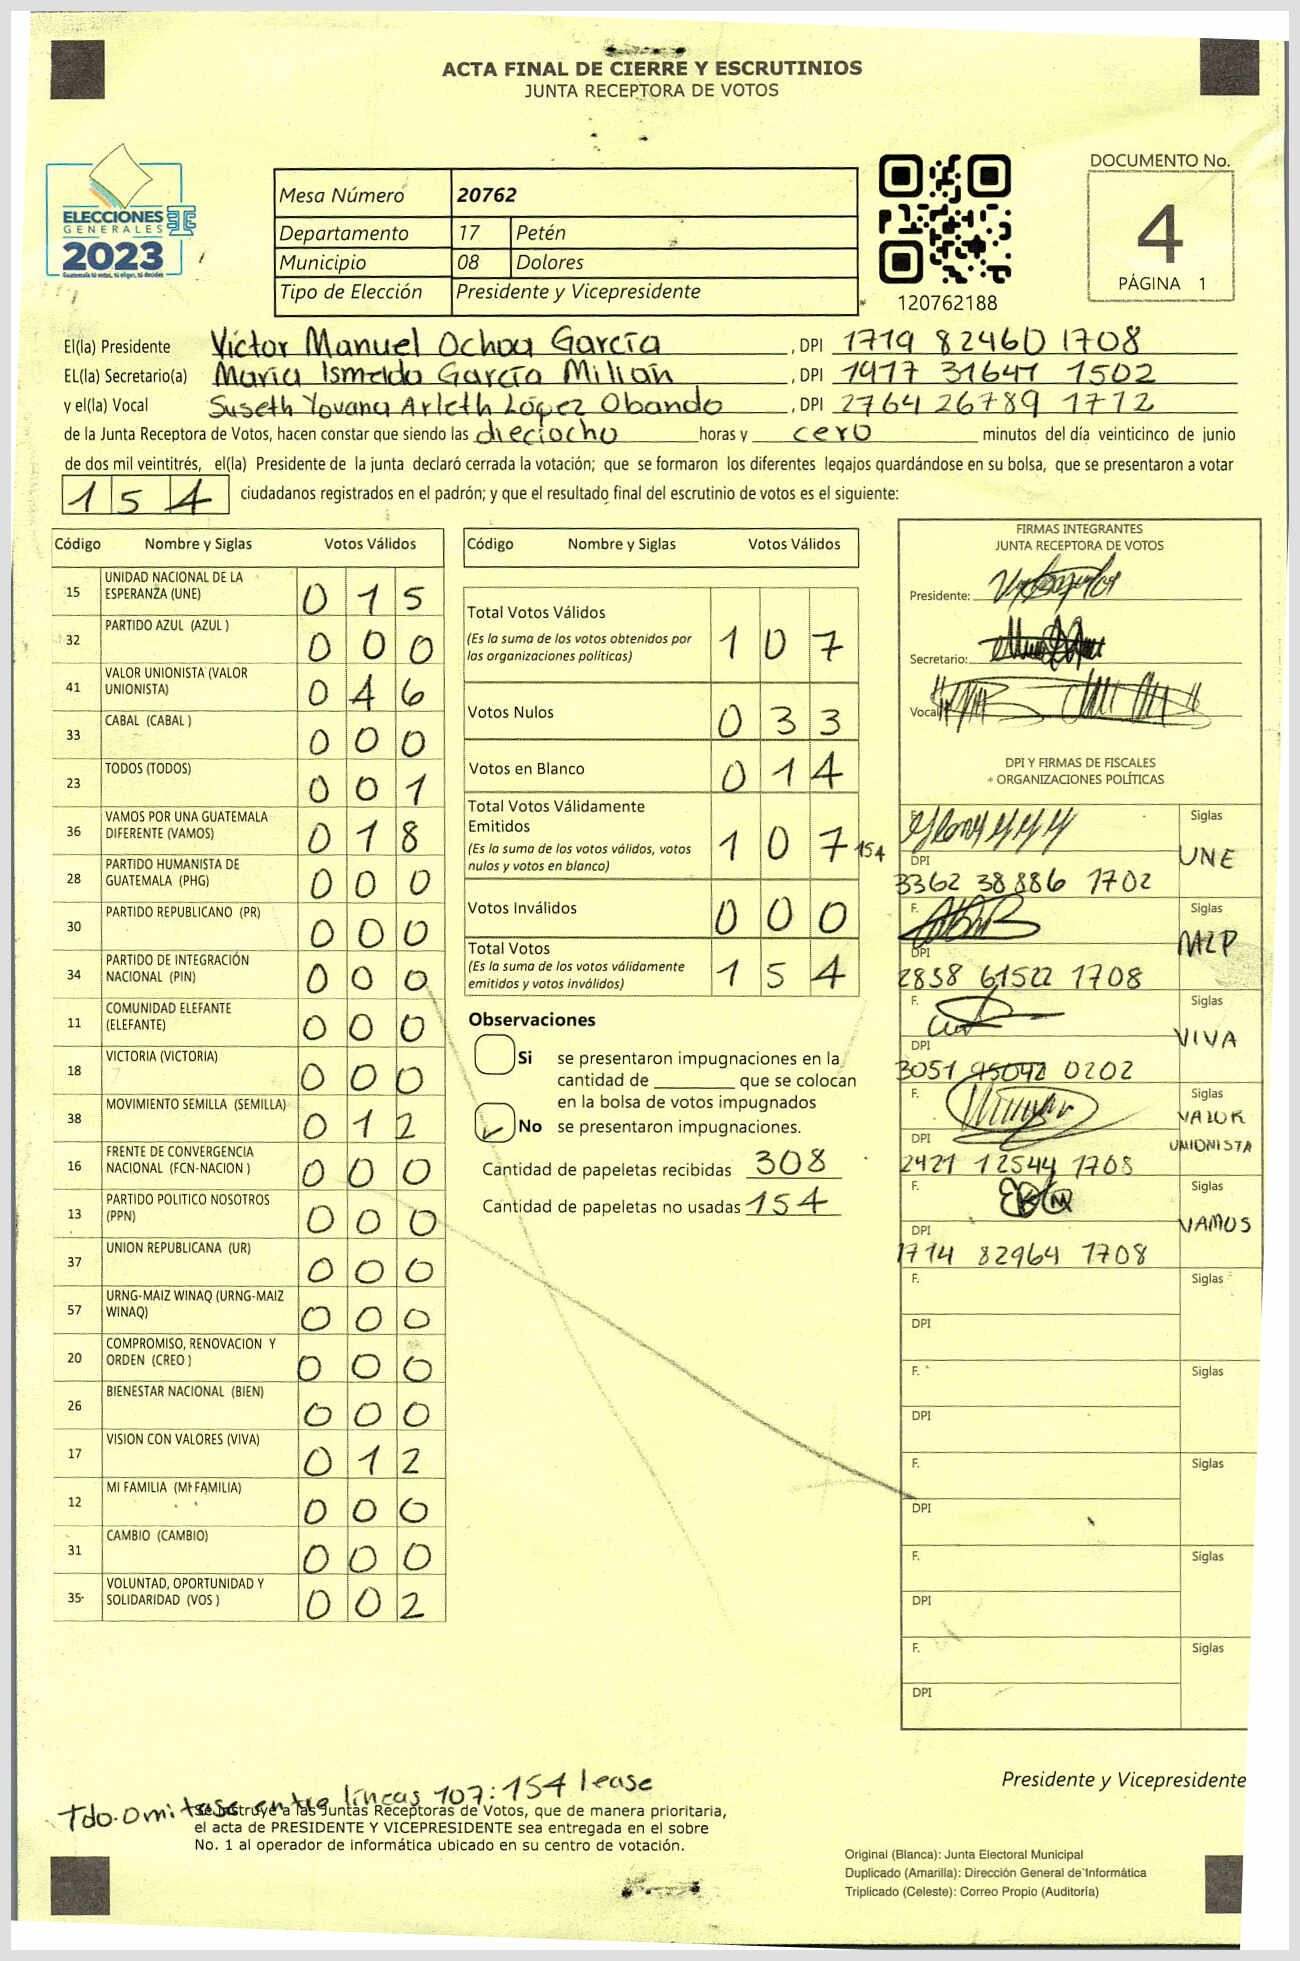 ACTA FINAL DE CIERRE Y ESCRUTINIOS
JUNTA RECEPTORA DE VOTOS
ELECCIONES
GENERALES
2023
Guatemala tú votas, tú eliges, tú decides
Mesa Número 20762
Departamento 17 Petén
Municipio 08 Dolores
Tipo de Elección Presidente y Vicepresidente
120762188
DOCUMENTO No.
4
PÁGINA 1
El(la) Presidente Victor Manuel Ochoa García , DPI 1719 82460 1708
EL(la) Secretario(a) María Ismelda García Millán , DPI 1917 31641 1502
y el(la) Vocal Suseth Yovana Arleth López Obando , DPI 2764 26789 1712
de la Junta Receptora de Votos, hacen constar que siendo las dieciocho horas y cero minutos del día veinticinco de junio
de dos mil veintitrés, el(la) Presidente de la junta declaró cerrada la votación; que se formaron los diferentes legajos guardándose en su bolsa, que se presentaron a votar
154 ciudadanos registrados en el padrón; y que el resultado final del escrutinio de votos es el siguiente:
Código Nombre y Siglas Votos Válidos
15 UNIDAD NACIONAL DE LA ESPERANZA (UNE) 0 1 5
32 PARTIDO AZUL (AZUL ) 0 0 0
41 VALOR UNIONISTA (VALOR UNIONISTA) 0 4 6
33 CABAL (CABAL ) 0 0 0
23 TODOS (TODOS) 0 0 1
36 VAMOS POR UNA GUATEMALA DIFERENTE (VAMOS) 0 1 8
28 PARTIDO HUMANISTA DE GUATEMALA (PHG) 0 0 0
30 PARTIDO REPUBLICANO (PR) 0 0 0
34 PARTIDO DE INTEGRACIÓN NACIONAL (PIN) 0 0 0
11 COMUNIDAD ELEFANTE (ELEFANTE) 0 0 0
18 VICTORIA (VICTORIA) 0 0 0
38 MOVIMIENTO SEMILLA (SEMILLA) 0 1 2
16 FRENTE DE CONVERGENCIA NACIONAL (FCN-NACION ) 0 0 0
13 PARTIDO POLITICO NOSOTROS (PPN) 0 0 0
37 UNION REPUBLICANA (UR) 0 0 0
57 URNG-MAIZ WINAQ (URNG-MAIZ WINAQ) 0 0 0
20 COMPROMISO, RENOVACION Y ORDEN (CREO ) 0 0 0
26 BIENESTAR NACIONAL (BIEN) 0 0 0
17 VISION CON VALORES (VIVA) 0 1 2
12 MI FAMILIA (MI FAMILIA) 0 0 0
31 CAMBIO (CAMBIO) 0 0 0
35 VOLUNTAD, OPORTUNIDAD Y SOLIDARIDAD (VOS ) 0 0 2
Código Nombre y Siglas Votos Válidos
Total Votos Válidos 1 0 7
(Es la suma de los votos obtenidos por
las organizaciones políticas)
Votos Nulos 0 3 3
Votos en Blanco 0 1 4
Total Votos Válidamente
Emitidos 1 0 7 154
(Es la suma de los votos válidos, votos
nulos y votos en blanco)
Votos Inválidos 0 0 0
Total Votos 1 5 4
(Es la suma de los votos válidamente
emitidos y votos inválidos)
Observaciones
Si se presentaron impugnaciones en la
cantidad de ________ que se colocan
en la bolsa de votos impugnados
No se presentaron impugnaciones.
Cantidad de papeletas recibidas 308
Cantidad de papeletas no usadas 154
FIRMAS INTEGRANTES
JUNTA RECEPTORA DE VOTOS
Presidente:
Secretario:
Vocal
DPI Y FIRMAS DE FISCALES
ORGANIZACIONES POLÍTICAS
F. Siglas
UNE
DPI
3362 38886 1702
F. Siglas
MLP
DPI
2858 61522 1708
F. Siglas
VIVA
DPI
3051 95042 0202
F. Siglas
VALOR
UNIONISTA
DPI
2421 12544 1708
F. Siglas
VAMOS
DPI
1714 82964 1708
F. Siglas
DPI
F. Siglas
DPI
F. Siglas
DPI
F. Siglas
DPI
F. Siglas
DPI
Presidente y Vicepresidente
Tdo. omitase entre líneas 107: 154 lease
Se instruye a las Juntas Receptoras de Votos, que de manera prioritaria,
el acta de PRESIDENTE Y VICEPRESIDENTE sea entregada en el sobre
No. 1 al operador de informática ubicado en su centro de votación.
Original (Blanca): Junta Electoral Municipal
Duplicado (Amarilla): Dirección General de Informática
Triplicado (Celeste): Correo Propio (Auditoría)